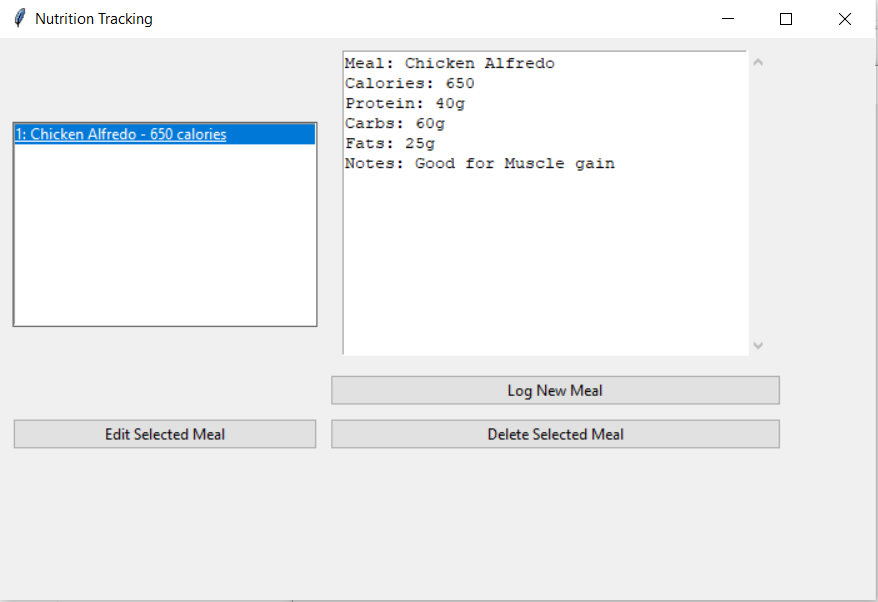 Nutrition Tracking
1: Chicken Alfredo - 650 calories
Meal: Chicken Alfredo
Calories: 650
Protein: 40g
Carbs: 60g
Fats: 25g
Notes: Good for Muscle gain
Log New Meal
Edit Selected Meal
Delete Selected Meal